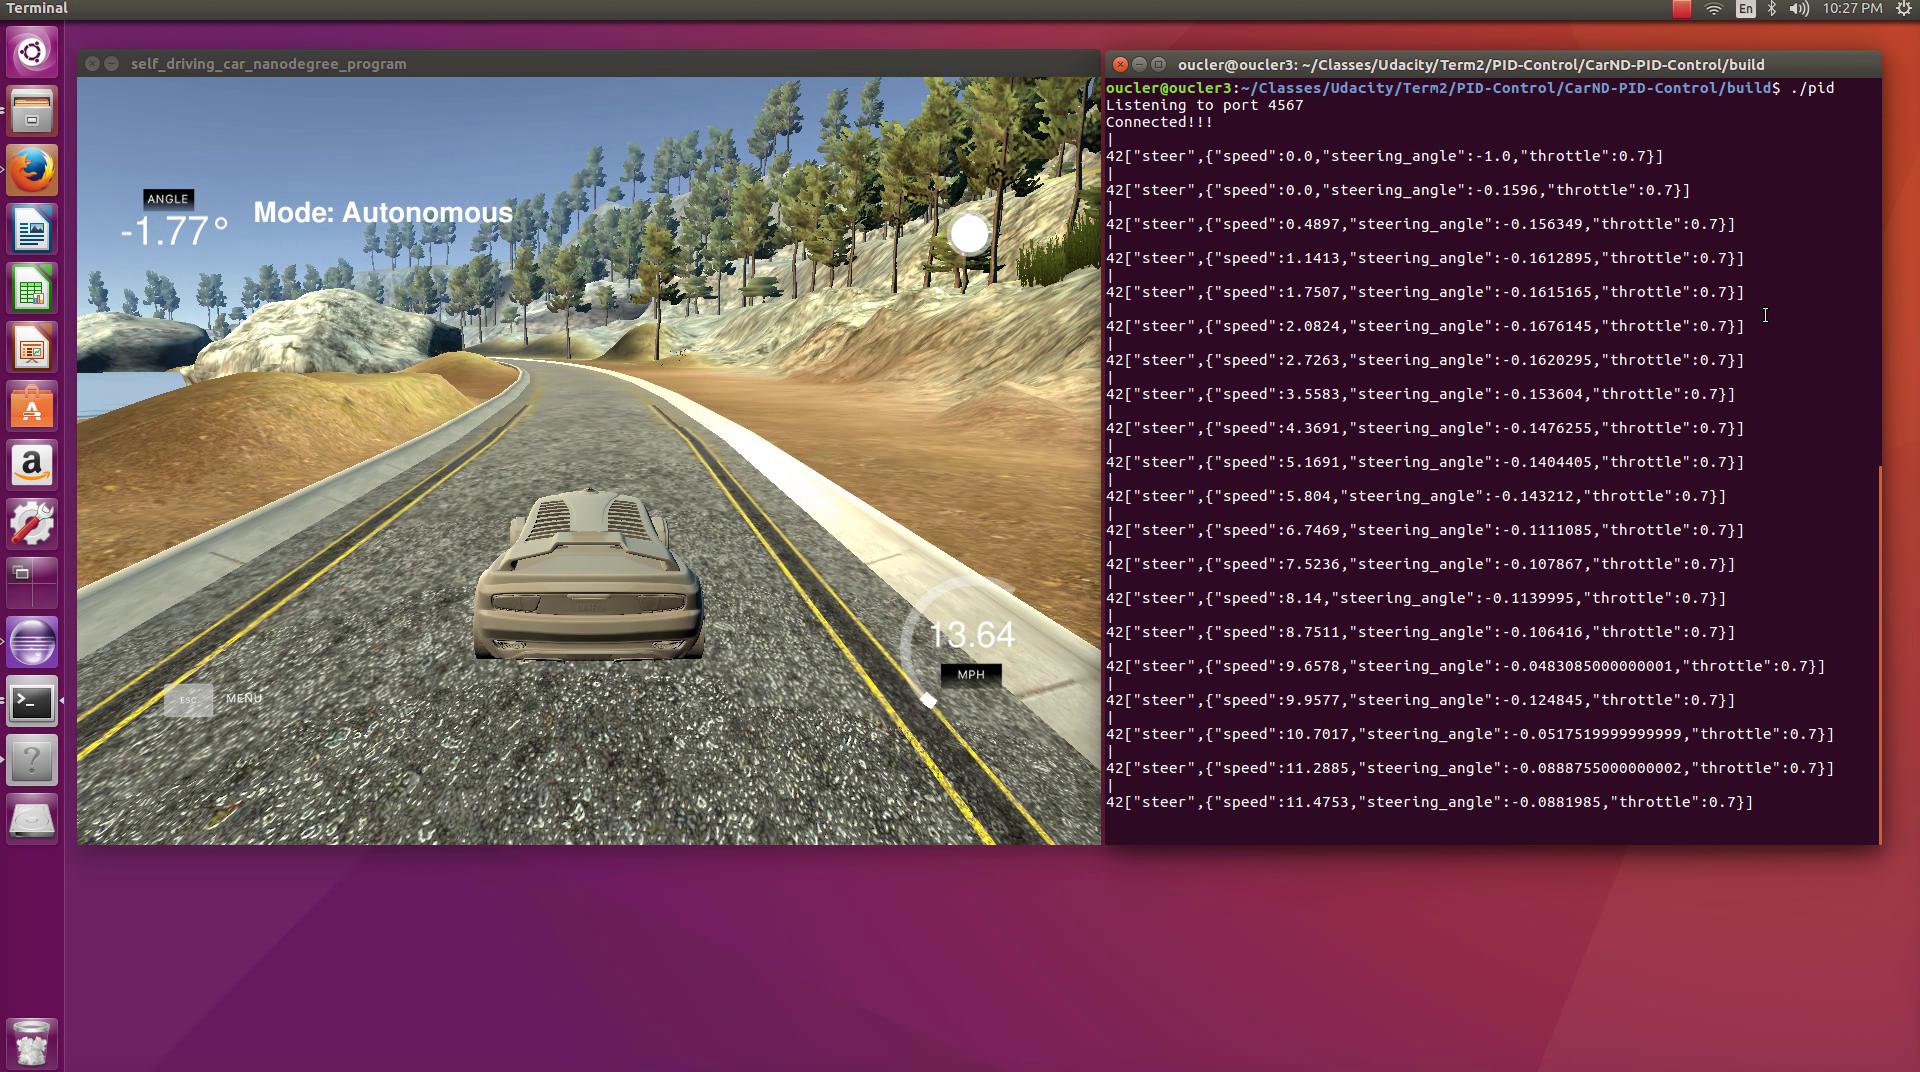 Terminal
En
10:27 PM
self_driving_car_nanodegree_program
ANGLE
-1.77°
Mode: Autonomous
13.64
MPH
ESC
MENU
oucler@oucler3: ~/Classes/Udacity/Term2/PID-Control/CarND-PID-Control/build
oucler@oucler3:~/Classes/Udacity/Term2/PID-Control/CarND-PID-Control/build$ ./pid
Listening to port 4567
Connected!!!
|
42["steer",{"speed":0.0,"steering_angle":-1.0,"throttle":0.7}]
|
42["steer",{"speed":0.0,"steering_angle":-0.1596,"throttle":0.7}]
|
42["steer",{"speed":0.4897,"steering_angle":-0.156349,"throttle":0.7}]
|
42["steer",{"speed":1.1413,"steering_angle":-0.1612895,"throttle":0.7}]
|
42["steer",{"speed":1.7507,"steering_angle":-0.1615165,"throttle":0.7}]
|
42["steer",{"speed":2.0824,"steering_angle":-0.1676145,"throttle":0.7}]
|
42["steer",{"speed":2.7263,"steering_angle":-0.1620295,"throttle":0.7}]
|
42["steer",{"speed":3.5583,"steering_angle":-0.153604,"throttle":0.7}]
|
42["steer",{"speed":4.3691,"steering_angle":-0.1476255,"throttle":0.7}]
|
42["steer",{"speed":5.1691,"steering_angle":-0.1404405,"throttle":0.7}]
|
42["steer",{"speed":5.804,"steering_angle":-0.143212,"throttle":0.7}]
|
42["steer",{"speed":6.7469,"steering_angle":-0.1111085,"throttle":0.7}]
|
42["steer",{"speed":7.5236,"steering_angle":-0.107867,"throttle":0.7}]
|
42["steer",{"speed":8.14,"steering_angle":-0.1139995,"throttle":0.7}]
|
42["steer",{"speed":8.7511,"steering_angle":-0.106416,"throttle":0.7}]
|
42["steer",{"speed":9.6578,"steering_angle":-0.0483085000000001,"throttle":0.7}]
|
42["steer",{"speed":9.9577,"steering_angle":-0.124845,"throttle":0.7}]
|
42["steer",{"speed":10.7017,"steering_angle":-0.0517519999999999,"throttle":0.7}]
|
42["steer",{"speed":11.2885,"steering_angle":-0.0888755000000002,"throttle":0.7}]
|
42["steer",{"speed":11.4753,"steering_angle":-0.0881985,"throttle":0.7}]